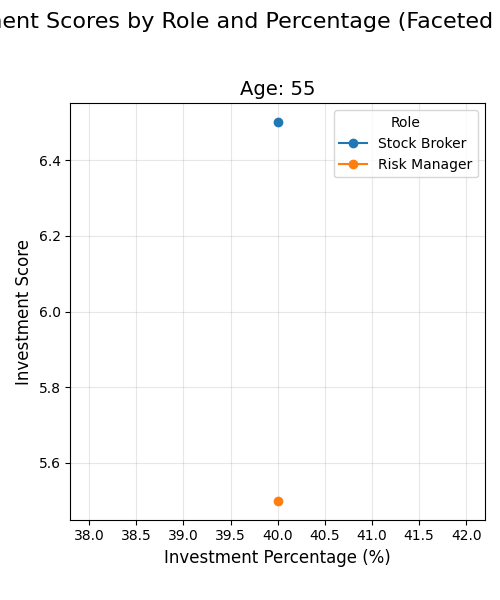 ent Scores by Role and Percentage (Faceted
Age: 55
Role
Stock Broker
Risk Manager
Investment Score
6.4
6.2
6.0
5.8
5.6
38.0 38.5 39.0 39.5 40.0 40.5 41.0 41.5 42.0
Investment Percentage (%)